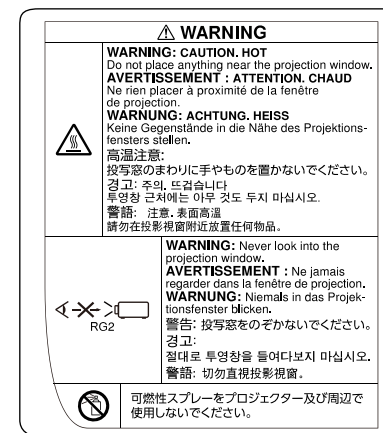 ⚠ WARNING
WARNING: CAUTION. HOT
Do not place anything near the projection window.
AVERTISSEMENT : ATTENTION. CHAUD
Ne rien placer à proximité de la fenêtre
de projection.
WARNUNG: ACHTUNG. HEISS
Keine Gegenstände in die Nähe des Projektions-
fensters stellen.
高温注意:
投写窓のまわりに手やものを置かないでください。
경고: 주의. 뜨겁습니다
투영창 근처에는 아무 것도 두지 마십시오.
警語: 注意. 表面高溫
請勿在投影視窗附近放置任何物品。
WARNING: Never look into the
projection window.
AVERTISSEMENT : Ne jamais
regarder dans la fenêtre de projection.
WARNUNG: Niemals in das Projek-
tionsfenster blicken.
警告: 投写窓をのぞかないでください。
경고:
절대로 투영창을 들여다보지 마십시오.
警語: 切勿直視投影視窗。
RG2
可燃性スプレーをプロジェクター及び周辺で
使用しないでください。